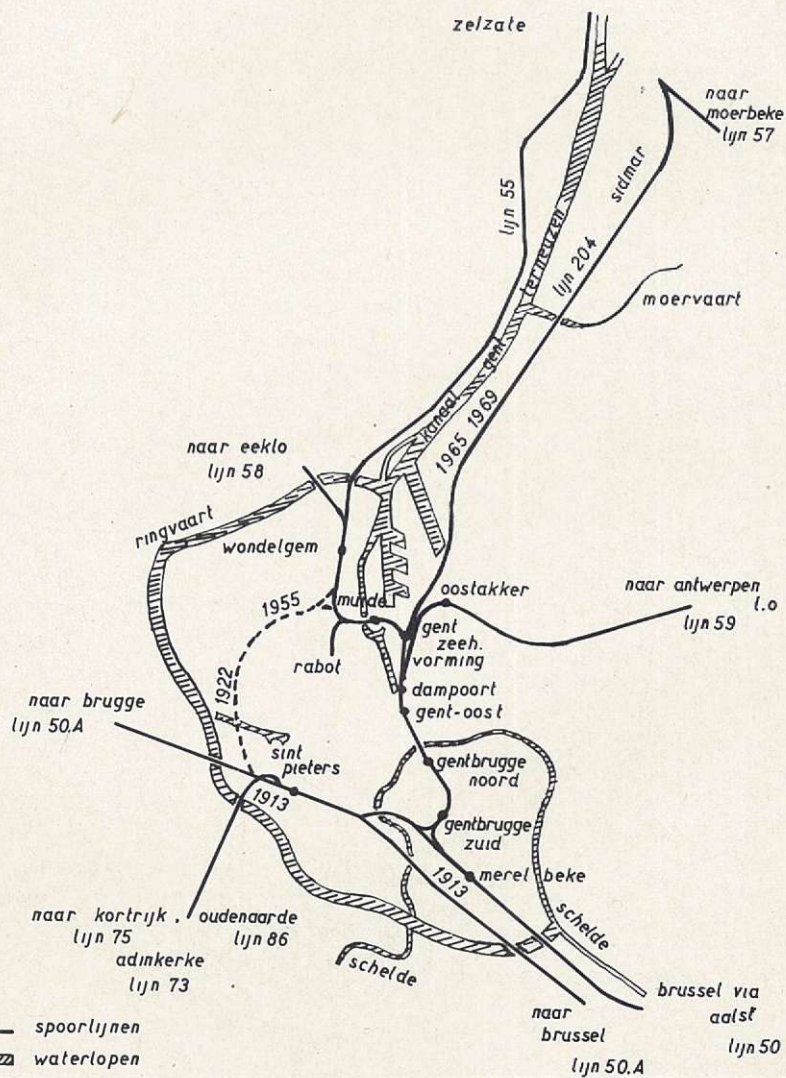 zelzate
naar
moerbeke
lijn 57
sidmar
lijn 55
terneuzen
lijn 204
moervaart
gent
kanaal
1965 1969
naar eeklo
lijn 58
ringvaart
wondelgem
oostakker
naar antwerpen
l.o
lijn 59
1955
muide
gent
zeeh.
vorming
rabot
dampoort
1922
naar brugge
lijn 50.A
gent-oost
sint
pieters
gentbrugge
noord
1913
gentbrugge
zuid
merelbeke
1913
naar kortrijk . oudenaarde
lijn 75
lijn 86
adinkerke
lijn 73
schelde
schelde
brussel via
aalst
lijn 50
naar
brussel
lijn 50.A
spoorlijnen
waterlopen